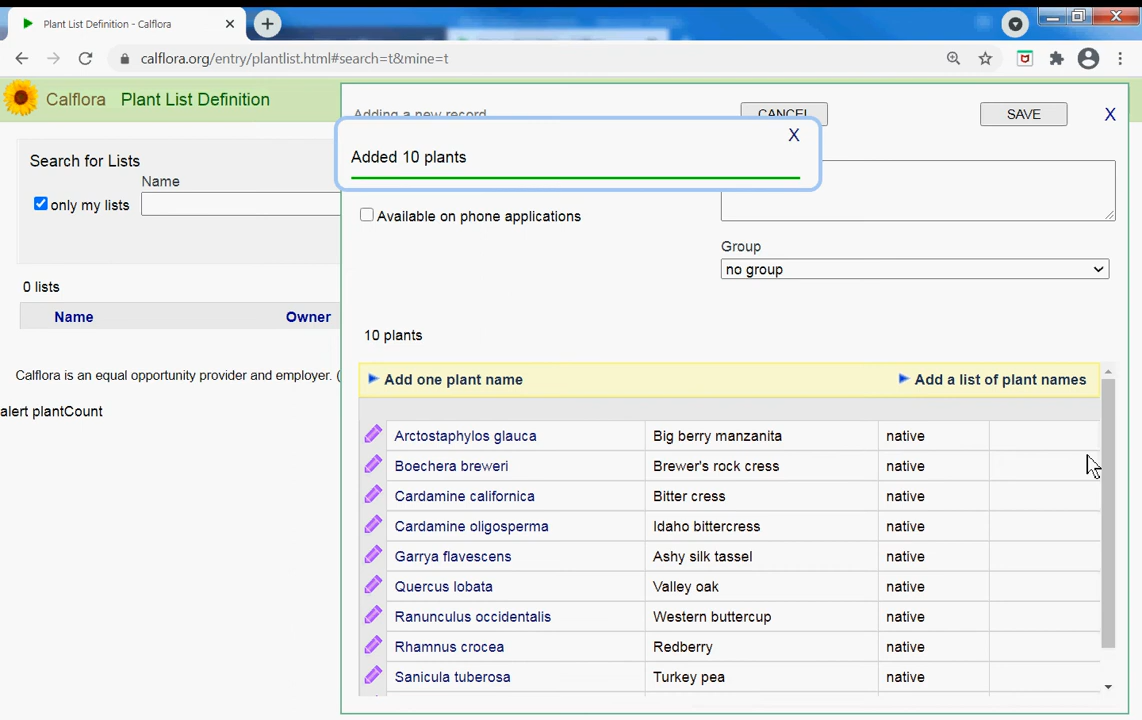 Plant List Definition - Calflora
calflora.org/entry/plantlist.html#search=t&mine=t
Calflora Plant List Definition
Adding a new record CANCEL SAVE X
X
Added 10 plants
Search for Lists
Name
only my lists
Available on phone applications
Group
no group
0 lists
Name Owner
10 plants
Calflora is an equal opportunity provider and employer. (
alert plantCount
Add one plant name Add a list of plant names
Arctostaphylos glauca Big berry manzanita native
Boechera breweri Brewer's rock cress native
Cardamine californica Bitter cress native
Cardamine oligosperma Idaho bittercress native
Garrya flavescens Ashy silk tassel native
Quercus lobata Valley oak native
Ranunculus occidentalis Western buttercup native
Rhamnus crocea Redberry native
Sanicula tuberosa Turkey pea native